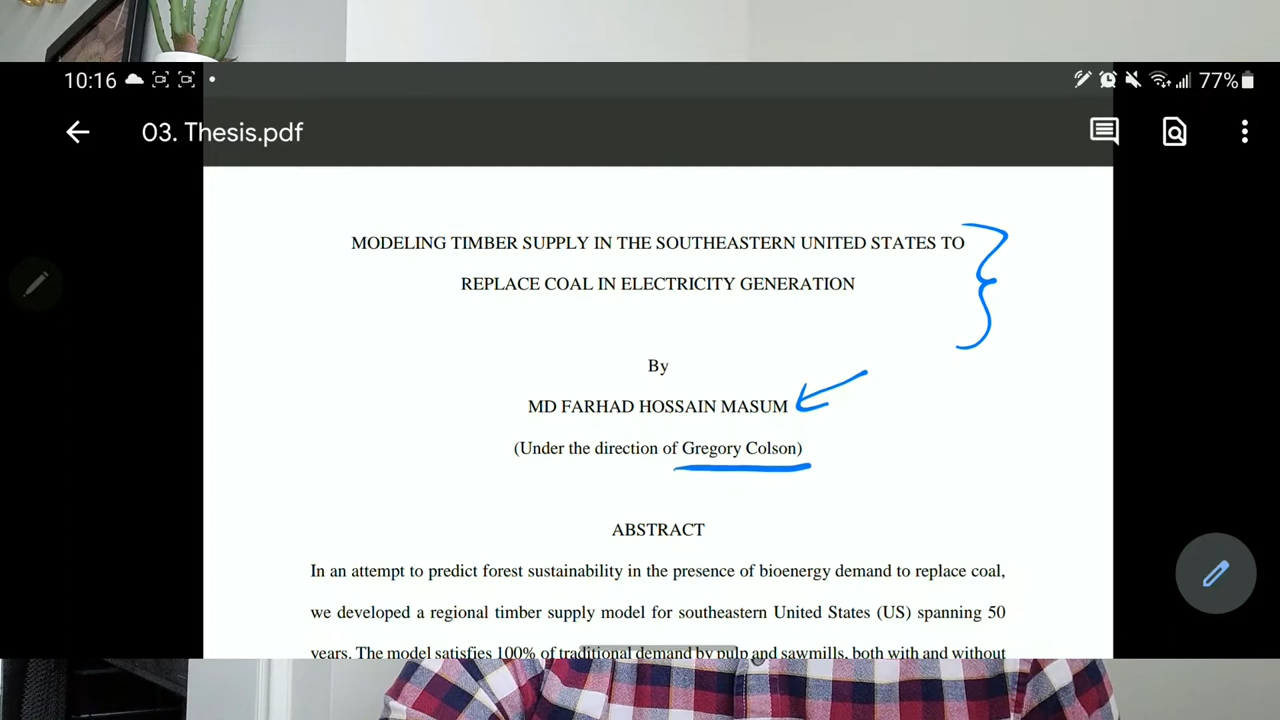 10:16 77%
03. Thesis.pdf
MODELING TIMBER SUPPLY IN THE SOUTHEASTERN UNITED STATES TO
REPLACE COAL IN ELECTRICITY GENERATION
By
MD FARHAD HOSSAIN MASUM
(Under the direction of Gregory Colson)
ABSTRACT
In an attempt to predict forest sustainability in the presence of bioenergy demand to replace coal,
we developed a regional timber supply model for southeastern United States (US) spanning 50
years. The model satisfies 100% of traditional demand by pulp and sawmills, both with and without